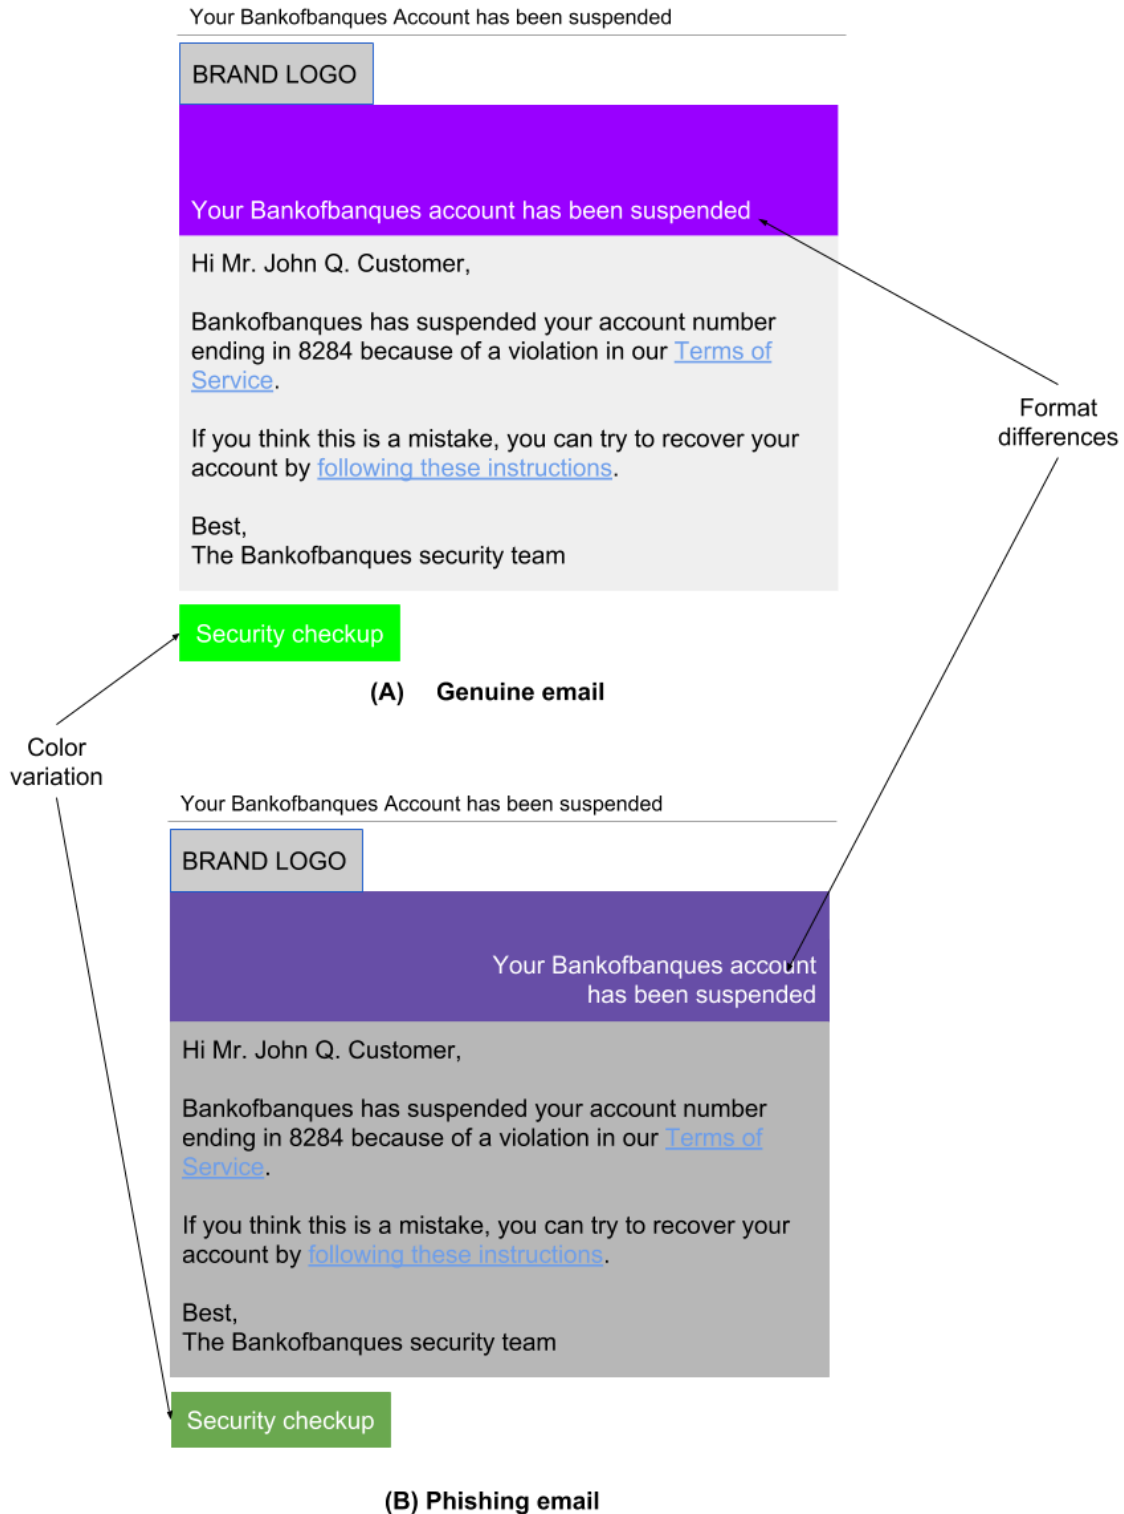 Your Bankofbanques Account has been suspended
BRAND LOGO
Your Bankofbanques account has been suspended
Hi Mr. John Q. Customer,
Bankofbanques has suspended your account number
ending in 8284 because of a violation in our Terms of
Service.
If you think this is a mistake, you can try to recover your
account by following these instructions.
Best,
The Bankofbanques security team
Security checkup
(A) Genuine email
Format
differences
Color
variation
Your Bankofbanques Account has been suspended
BRAND LOGO
Your Bankofbanques account
has been suspended
Hi Mr. John Q. Customer,
Bankofbanques has suspended your account number
ending in 8284 because of a violation in our Terms of
Service.
If you think this is a mistake, you can try to recover your
account by following these instructions.
Best,
The Bankofbanques security team
Security checkup
(B) Phishing email